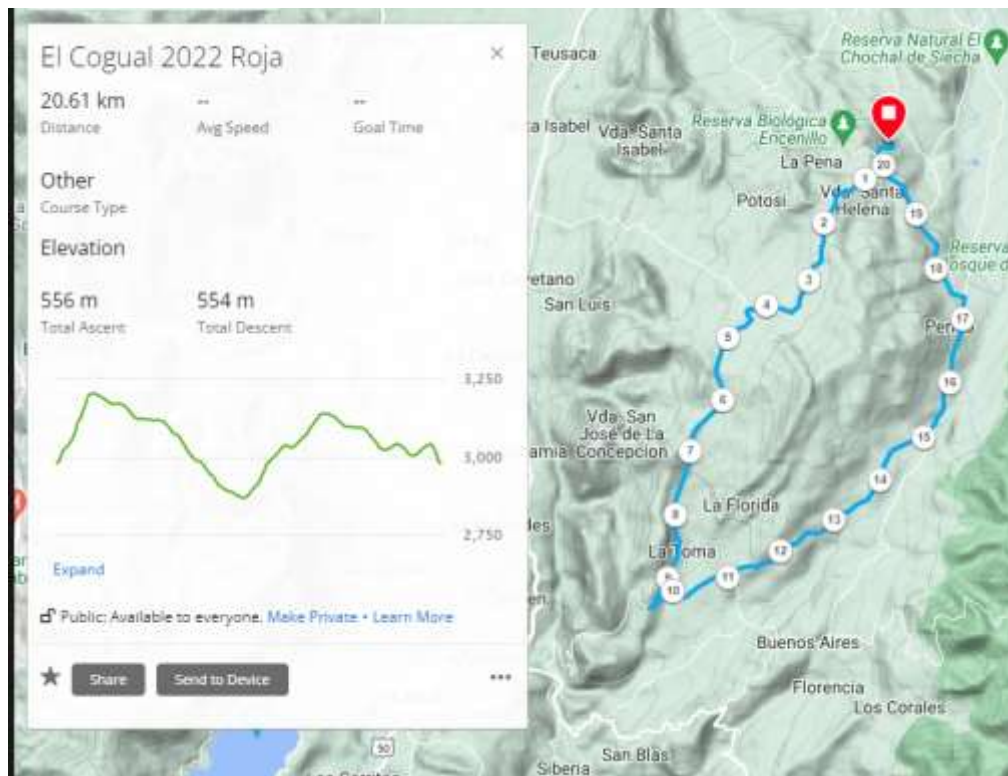 El Cogual 2022 Roja
20.61 km
--
--
Distance
Avg Speed
Goal Time
Other
Course Type
Elevation
556 m
554 m
Total Ascent
Total Descent
3,250
3,000
2,750
Expand
Public: Available to everyone. Make Private • Learn More
Share
Send to Device
Teusaca
Reserva Natural El
Chochal de Siecha
Isabel
Vda. Santa
Isabel
Reserva Biológica
Encenillo
La Pena
Potosi
Vda. Santa
Helena
Reserva
San Luis
Vda. San
José de La
Concepcion
La Florida
La Toma
Buenos Aires
Florencia
Los Corales
San Blas
Siberia
50
1
2
3
4
5
6
7
8
9
10
11
12
13
14
15
16
17
18
19
20